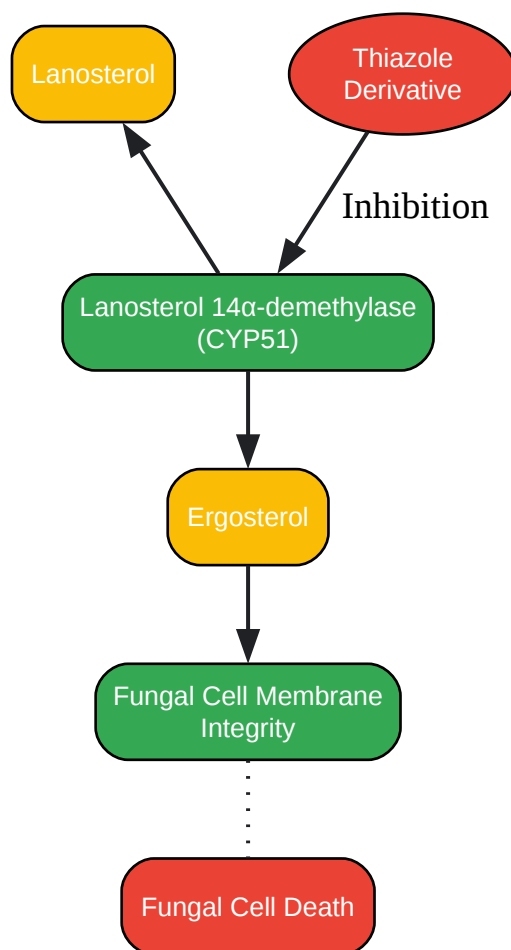 Lanosterol
Thiazole
Derivative
Inhibition
Lanosterol 14α-demethylase
(CYP51)
Ergosterol
Fungal Cell Membrane
Integrity
Fungal Cell Death